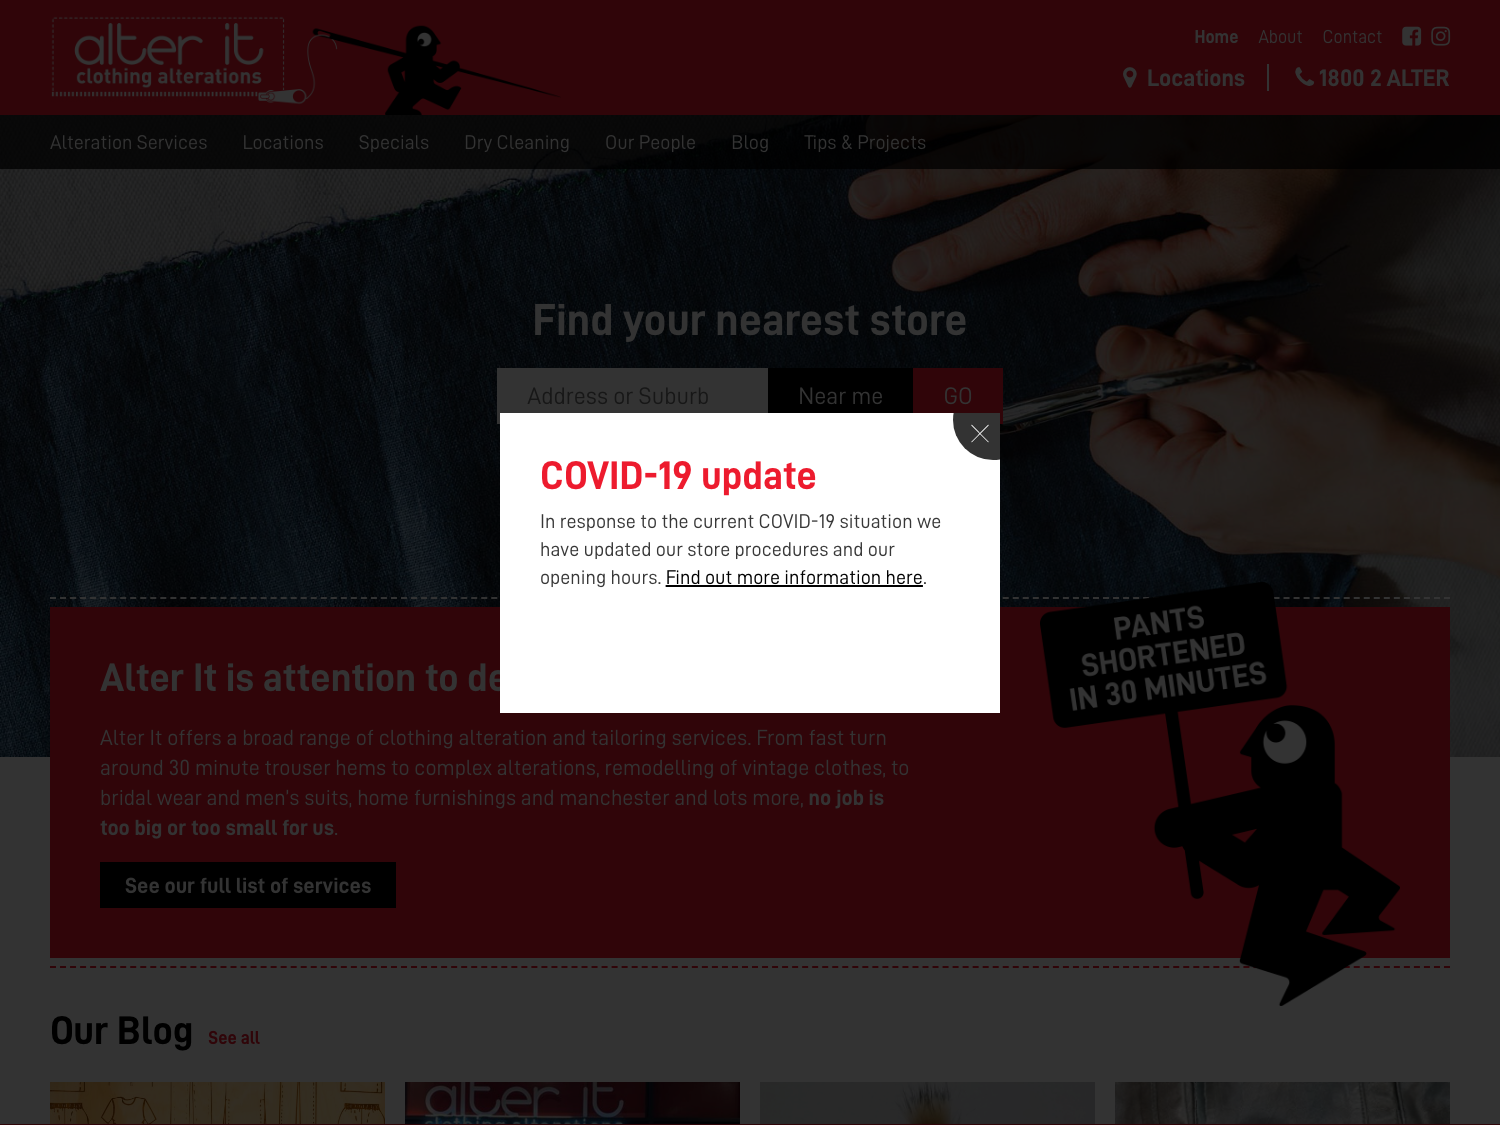 alter it
clothing alterations
Home About Contact
Locations 1800 2 ALTER
Alteration Services Locations Specials Dry Cleaning Our People Blog Tips & Projects
Find your nearest store
Address or Suburb Near me GO
COVID-19 update
In response to the current COVID-19 situation we
have updated our store procedures and our
opening hours. Find out more information here.
PANTS
SHORTENED
IN 30 MINUTES
Alter It is attention to de
Alter It offers a broad range of clothing alteration and tailoring services. From fast turn
around 30 minute trouser hems to complex alterations, remodelling of vintage clothes, to
bridal wear and men's suits, home furnishings and manchester and lots more, no job is
too big or too small for us.
See our full list of services
Our Blog See all
alter it
clothing alterations